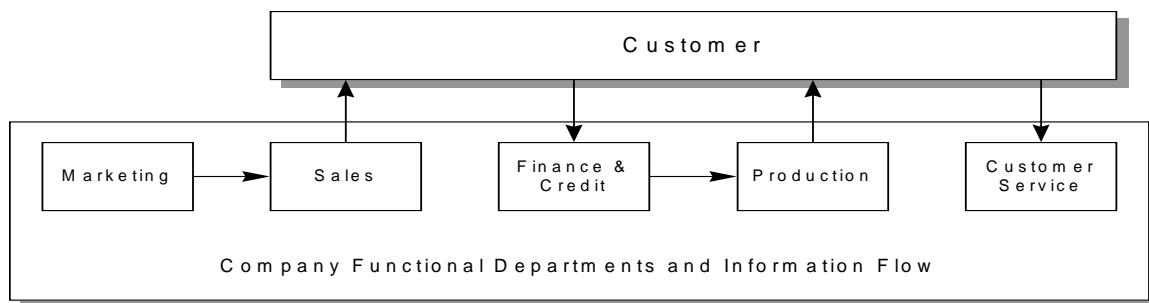 Customer
Marketing
Sales
Finance &
Credit
Production
Customer
Service
Company Functional Departments and Information Flow